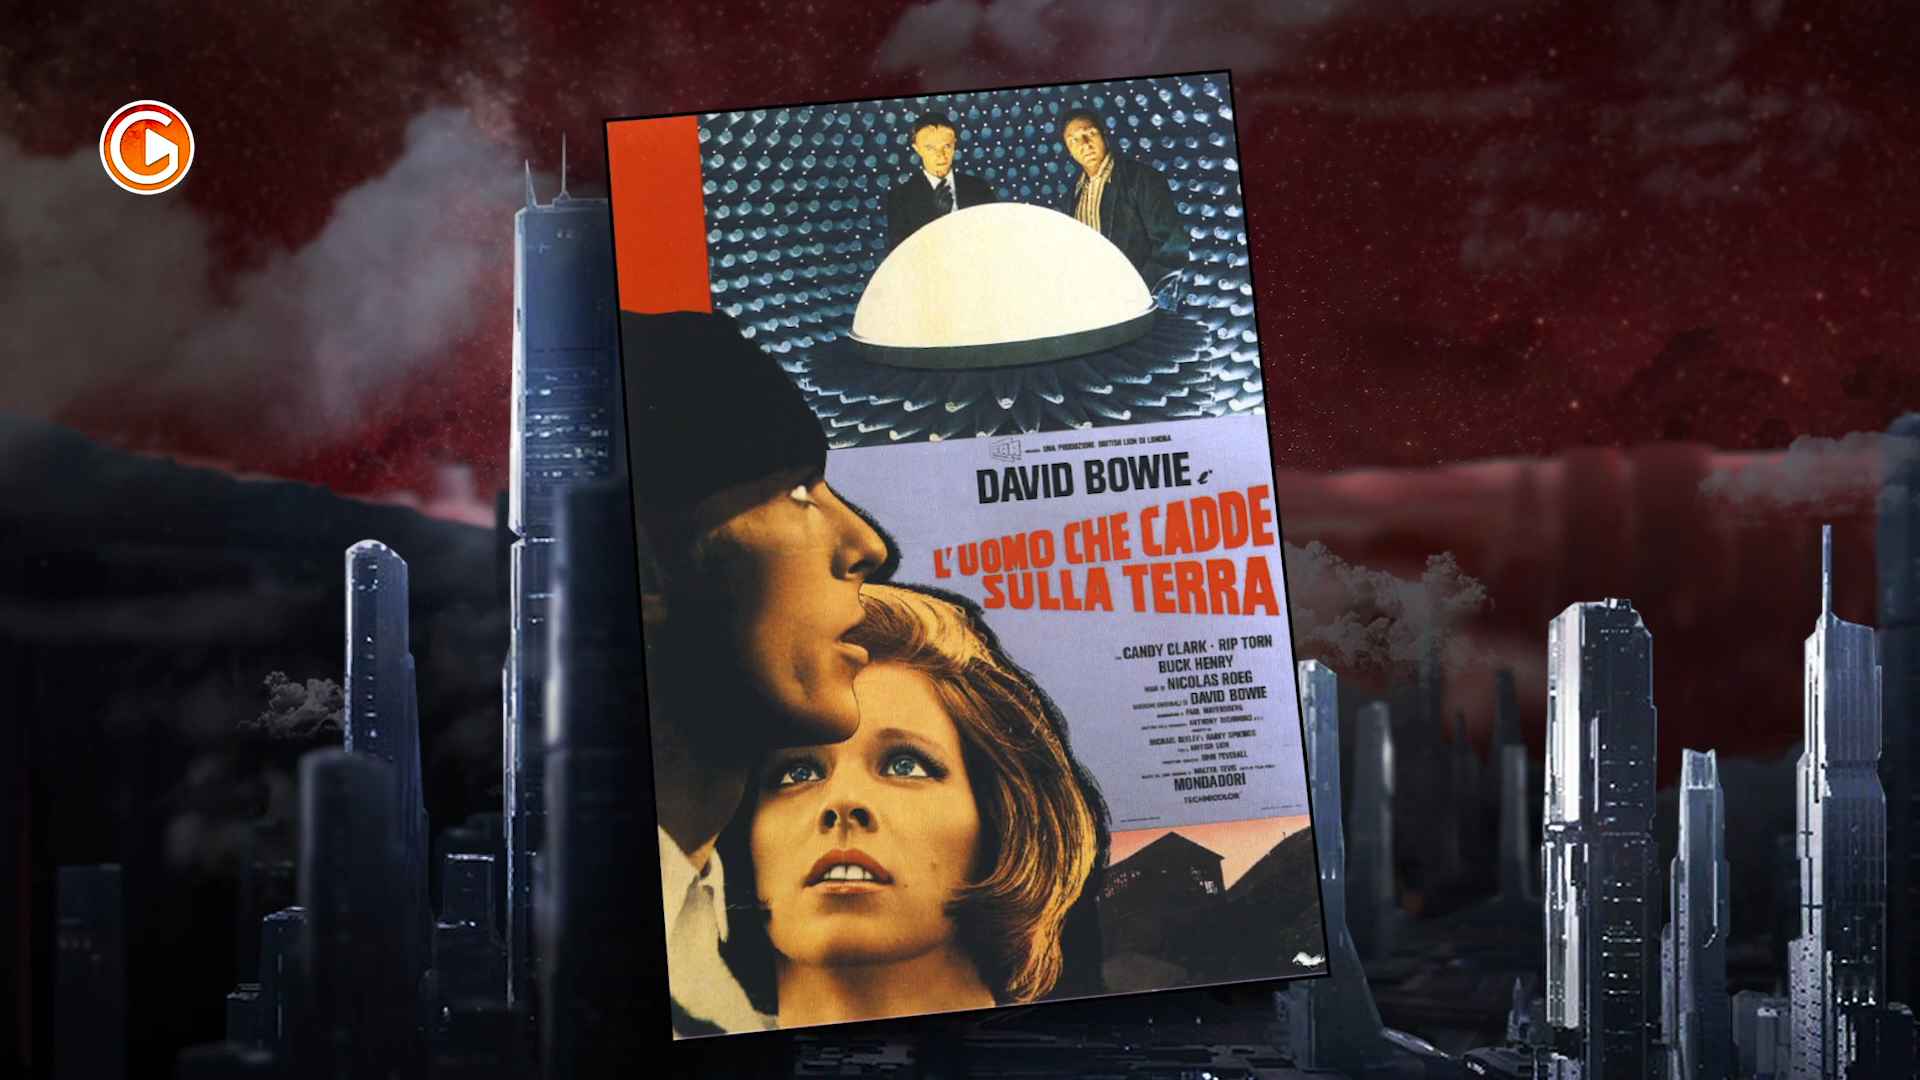 UNA PRODUZIONE BRITISH LION DI LONDRA
DAVID BOWIE è
L'UOMO CHE CADDE
SULLA TERRA
CANDY CLARK · RIP TORN
BUCK HENRY
NICOLAS ROEG
DAVID BOWIE
PAUL MAYERSBERG
ANTHONY RICHMOND
MICHAEL DEELEY e BARRY SPIKINGS
BRITISH LION
JOHN PEVERALL
WALTER TEVIS
MONDADORI
TECHNICOLOR